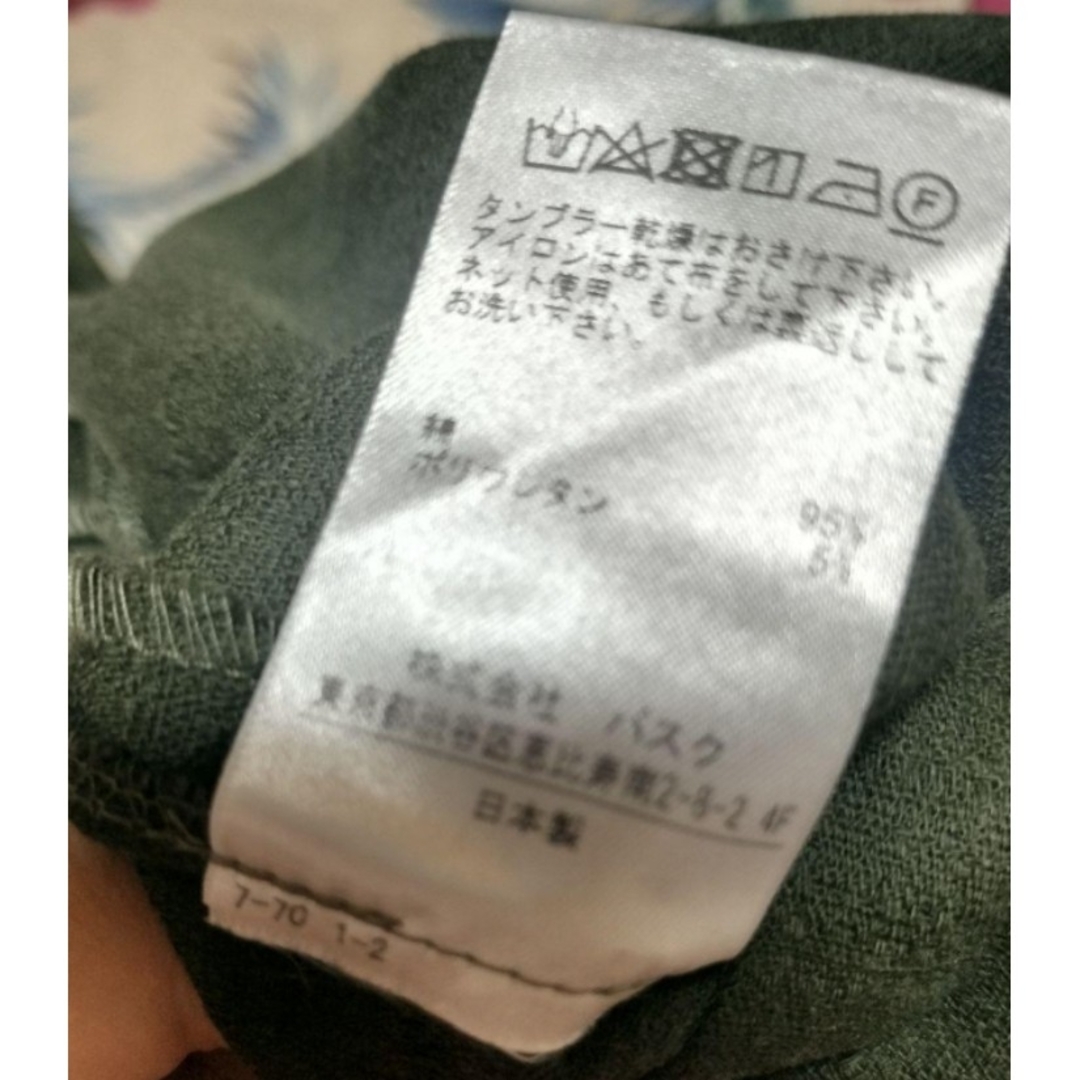 F
タンブラー乾燥はおさけ下さい。
アイロンはあて布をして下さい。
ネット使用、もしくは裏返しして
お洗い下さい。
綿 95%
ポリウレタン 5%
株式会社 バスク
東京都渋谷区恵比寿南2-8-2 4F
日本製
7-70 1-2